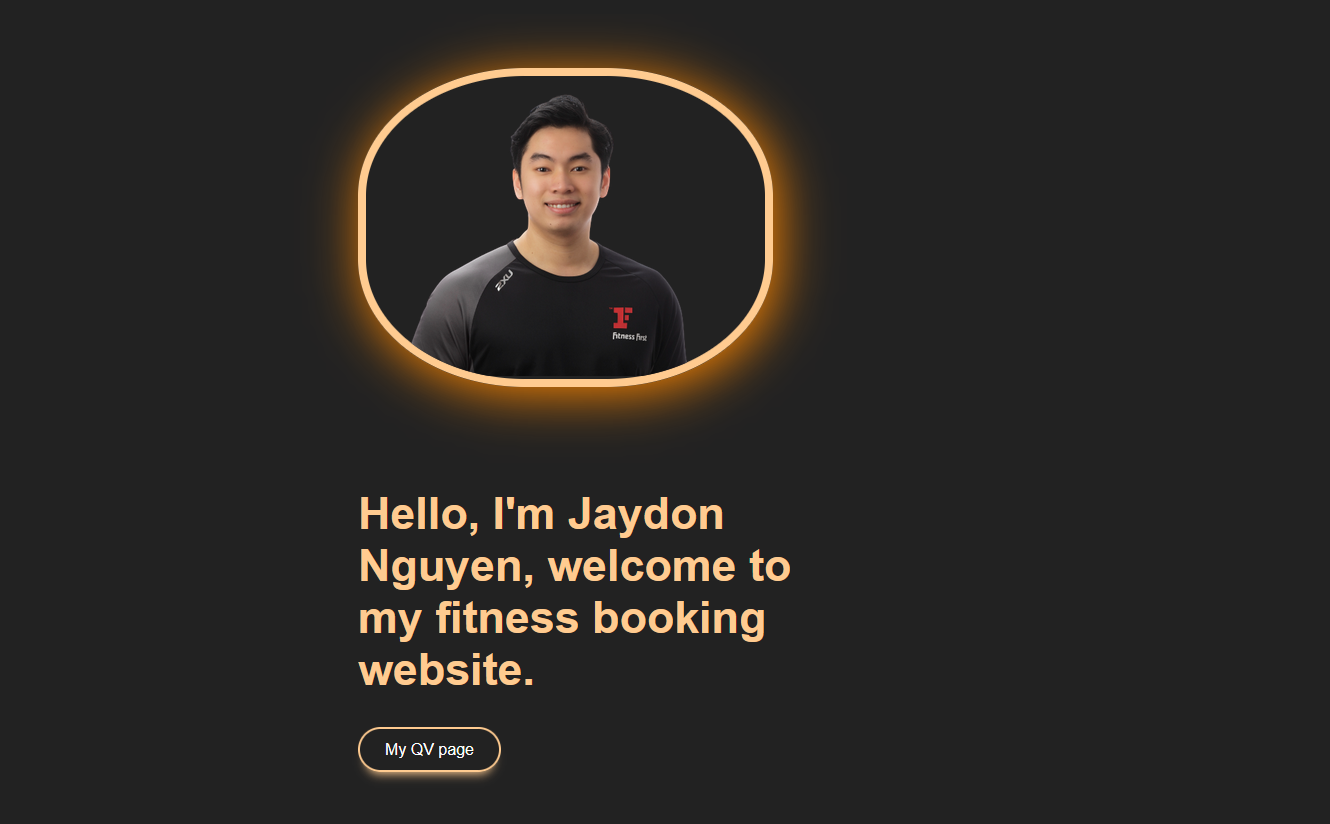 2XU
Fitness First
Hello, I'm Jaydon
Nguyen, welcome to
my fitness booking
website.
My QV page